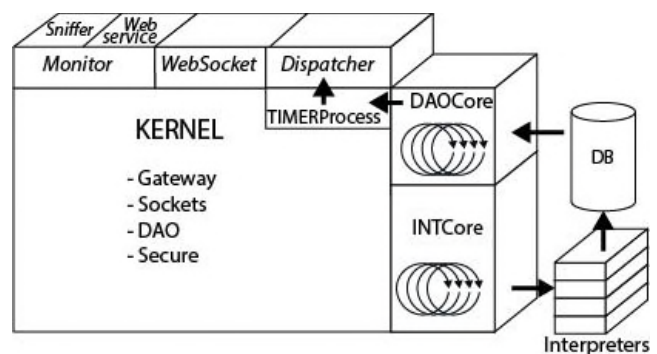 Sniffer
Web
service
Monitor
WebSocket
Dispatcher
TIMERProcess
DAOCore
KERNEL
- Gateway
- Sockets
- DAO
- Secure
INTCore
DB
Interpreters